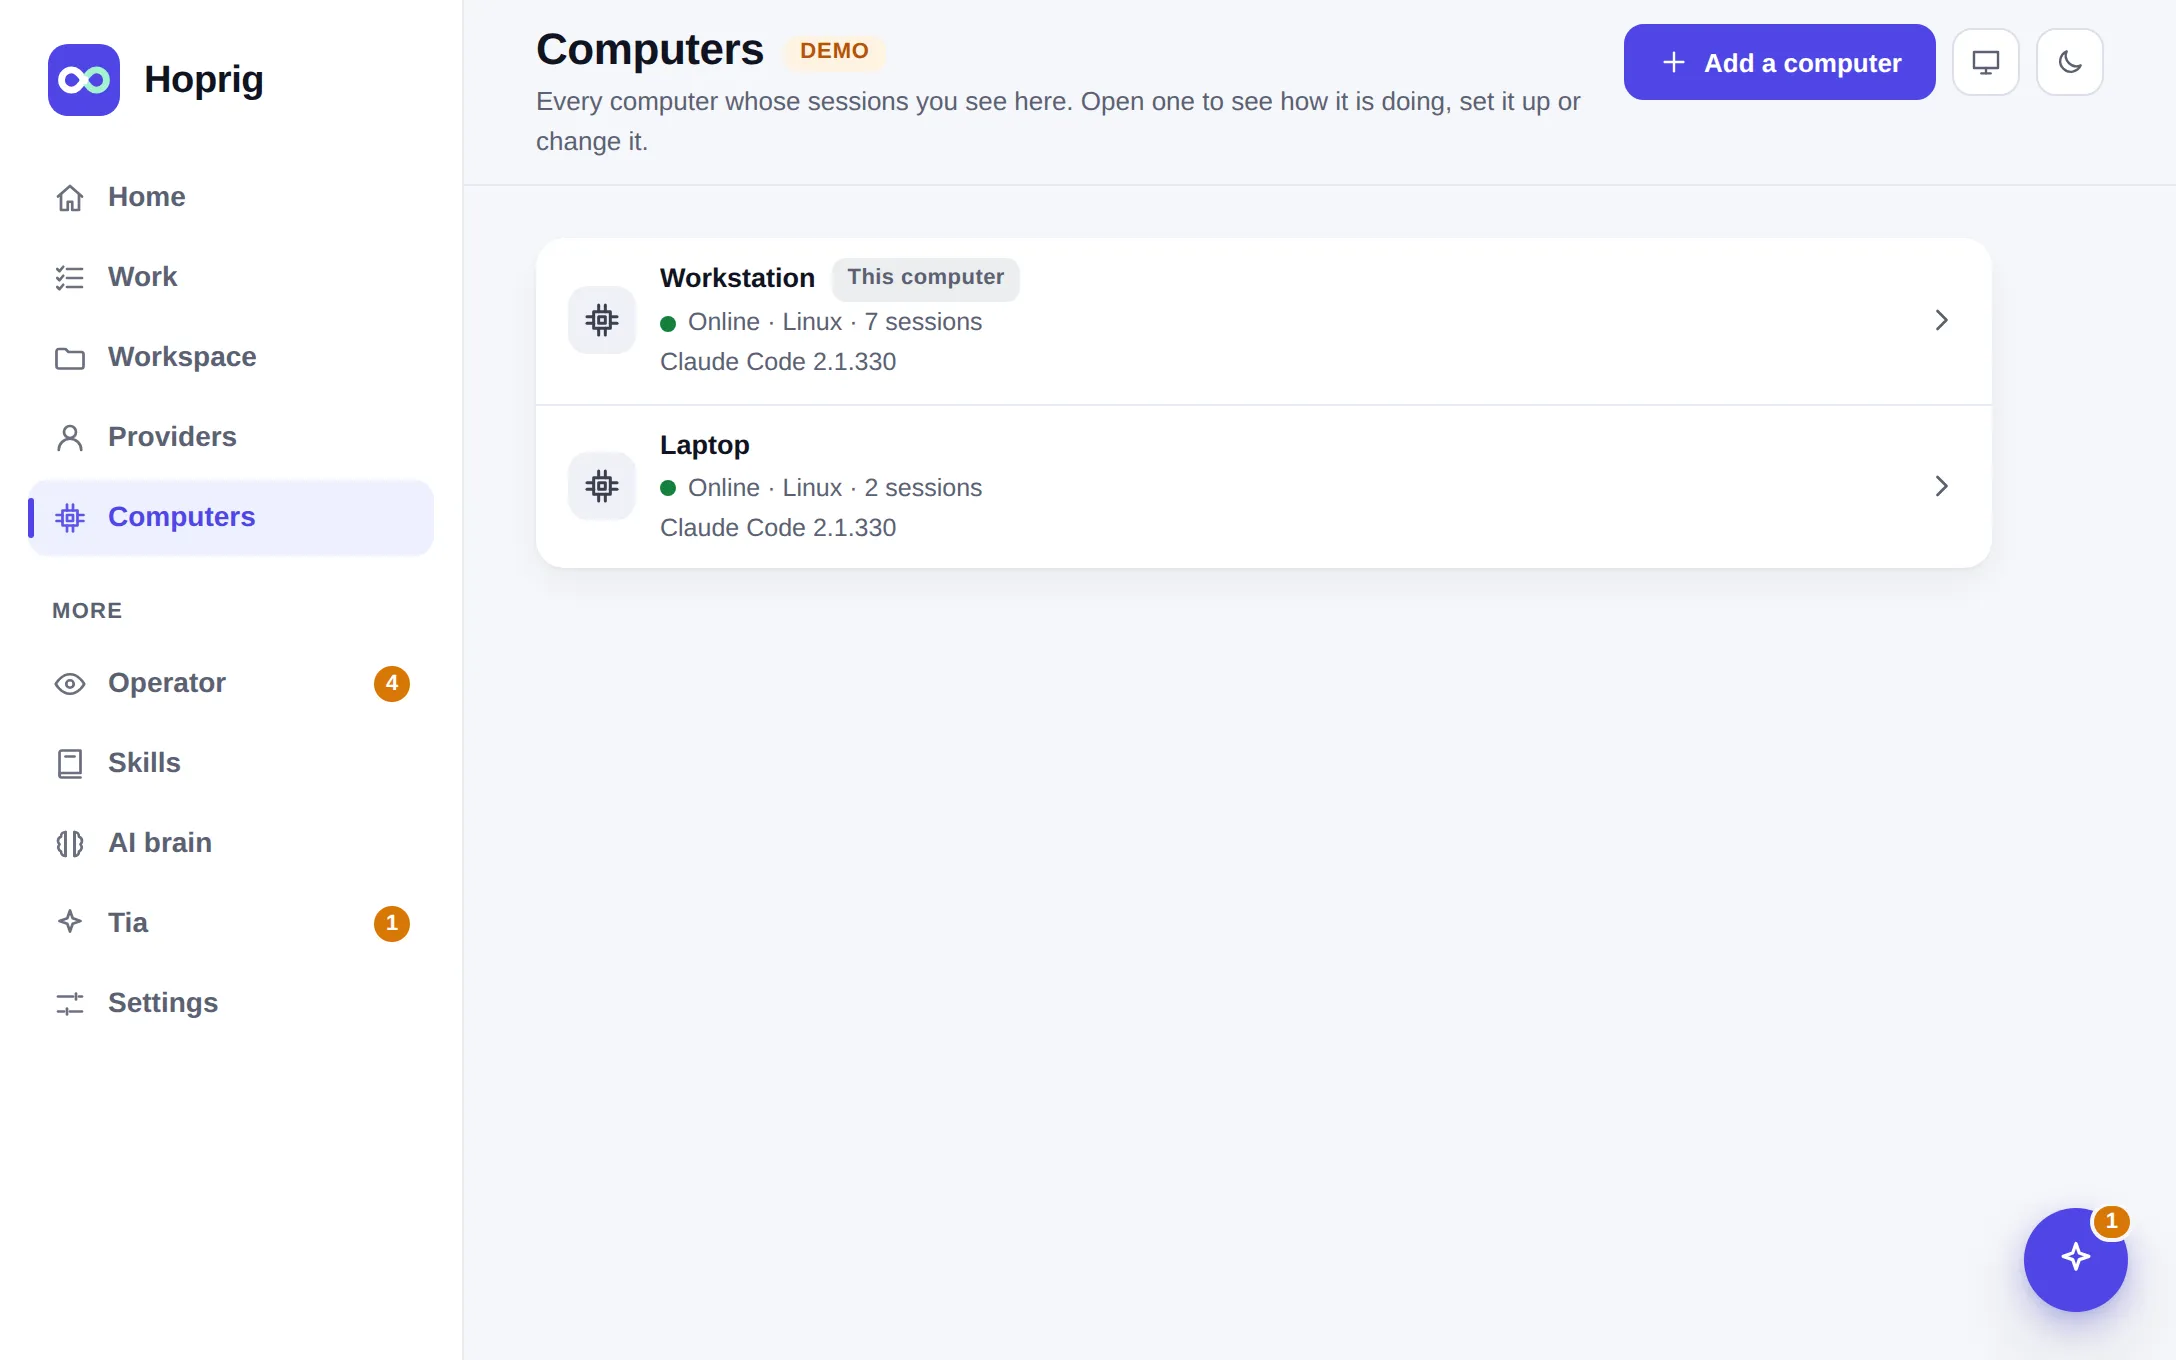 Hoprig
Home
Work
Workspace
Providers
Computers
MORE
Operator 4
Skills
AI brain
Tia 1
Settings
Computers DEMO
Every computer whose sessions you see here. Open one to see how it is doing, set it up or
change it.
Add a computer
Workstation This computer
Online · Linux · 7 sessions
Claude Code 2.1.330
Laptop
Online · Linux · 2 sessions
Claude Code 2.1.330
1